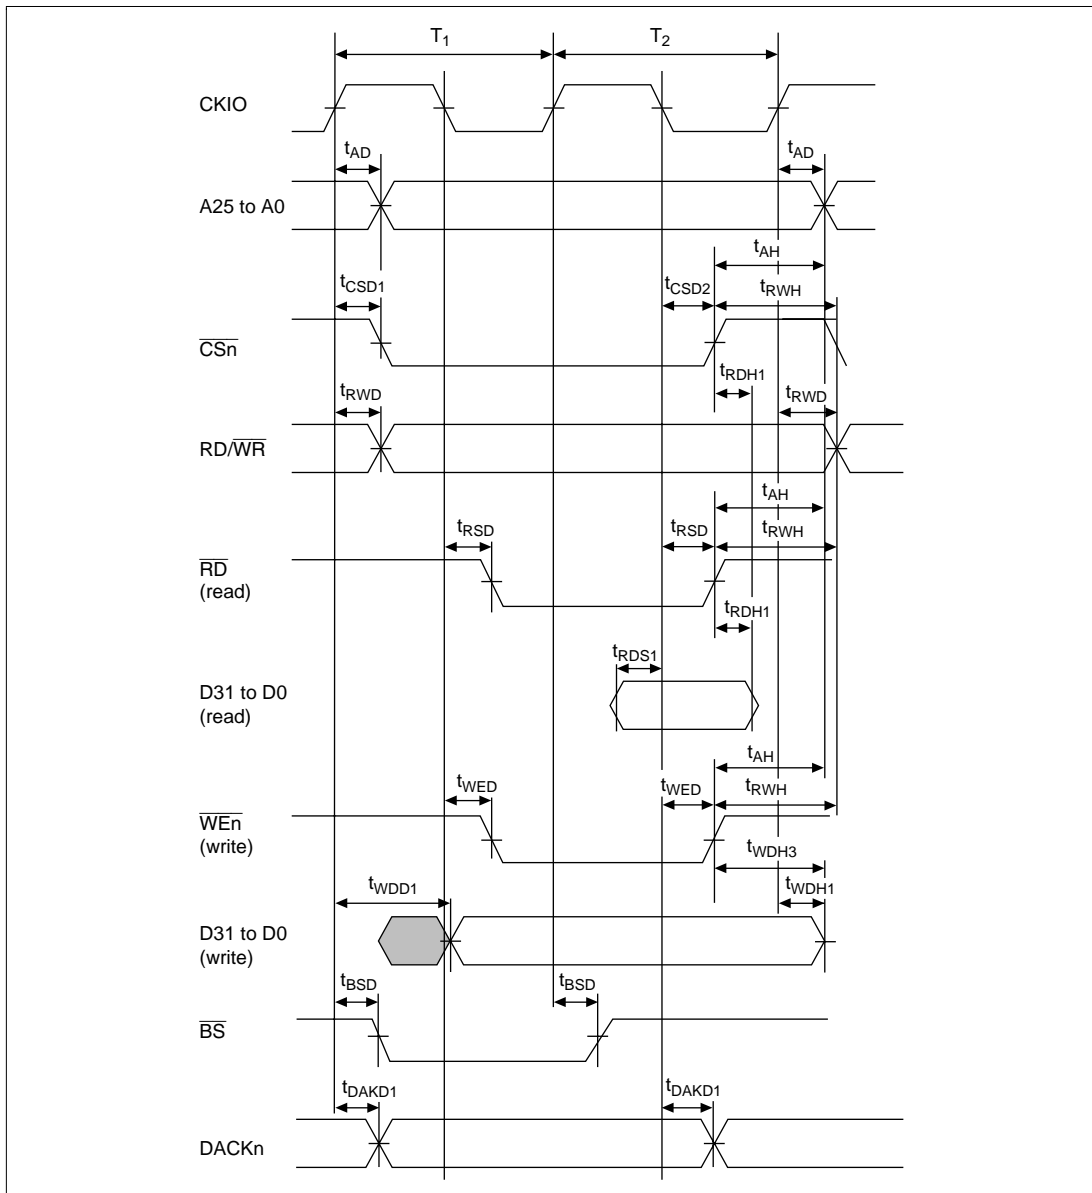 T1 T2
CKIO
tAD tAD
A25 to A0
tAH
tCSD1 tCSD2 tRWH
CSn
tRDH1
tRWD tRWD
RD/WR
tAH
tRSD tRSD tRWH
RD
(read)
tRDH1
tRDS1
D31 to D0
(read)
tAH
tWED tWED tRWH
WEn
(write)
tWDH3
tWDD1 tWDH1
D31 to D0
(write)
tBSD tBSD
BS
tDAKD1 tDAKD1
DACKn